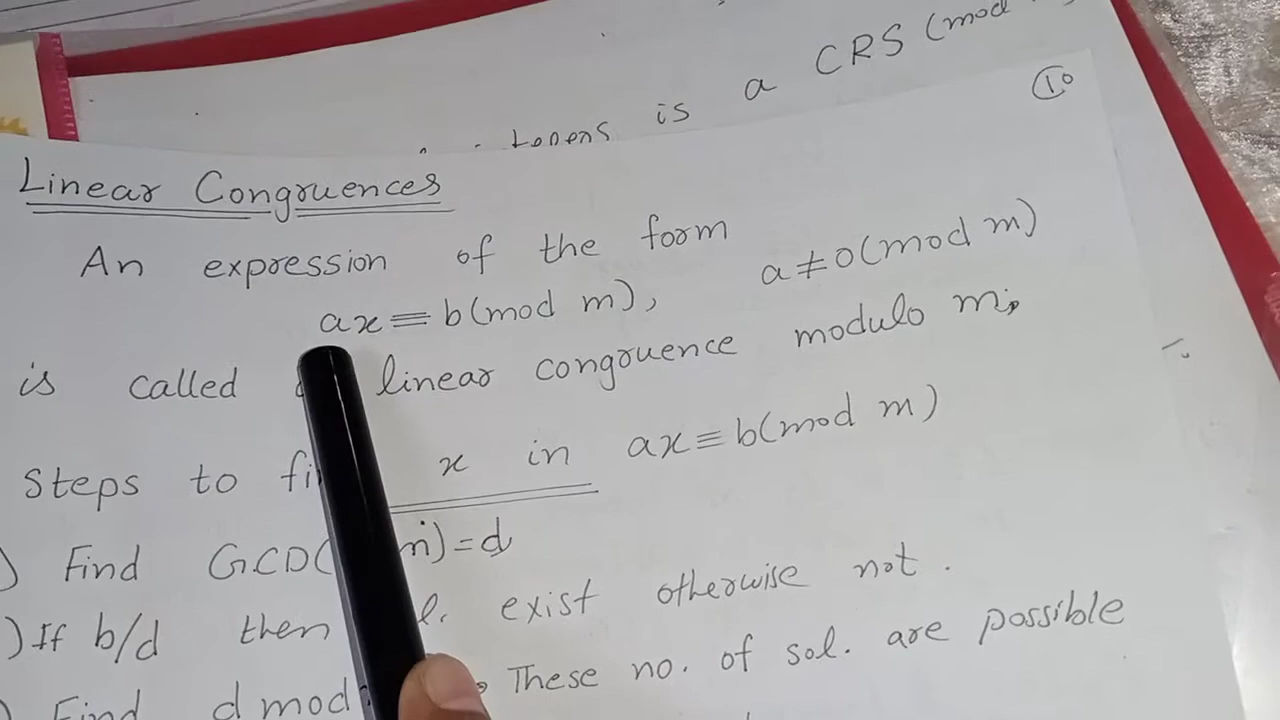 is a CRS (mod
10
Linear Congruences
An expression of the form
ax ≡ b(mod m), a≠0(mod m)
is called linear congruence modulo m,
Steps to x in ax≡b(mod m)
) Find GCD( m)=d
) If b/d then exist otherwise not.
Find d mod These no. of sol. are possible